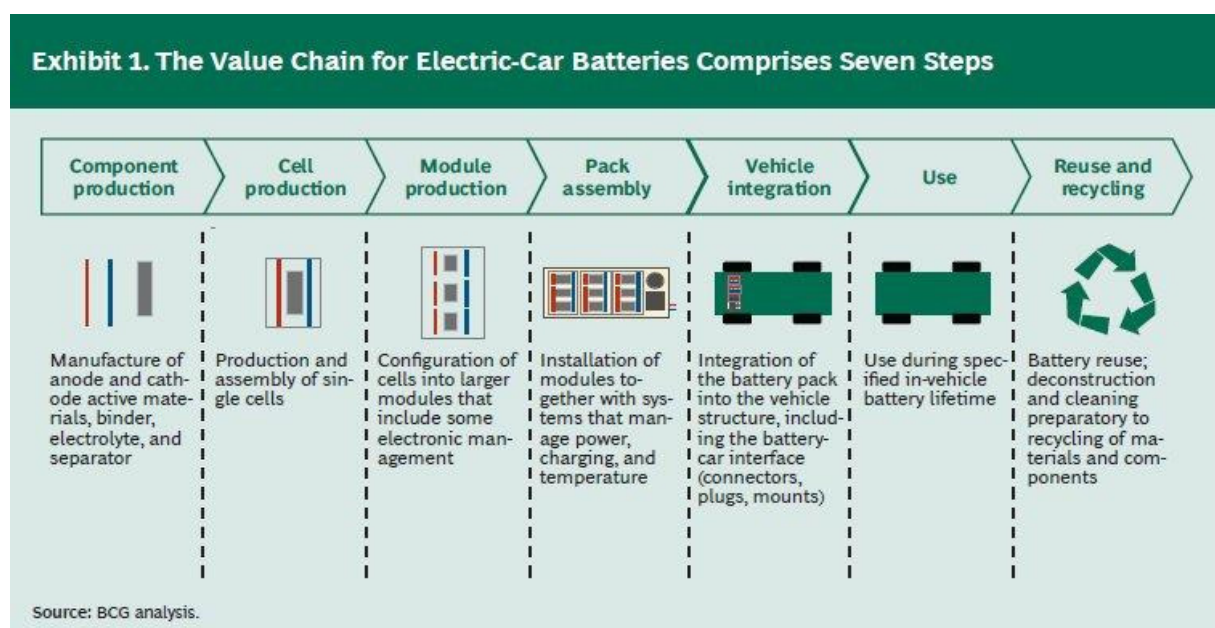 Exhibit 1. The Value Chain for Electric-Car Batteries Comprises Seven Steps
Component
production
Cell
production
Module
production
Pack
assembly
Vehicle
integration
Use
Reuse and
recycling
Manufacture of
anode and cath-
ode active mate-
rials, binder,
electrolyte, and
separator
Production and
assembly of sin-
gle cells
Configuration of
cells into larger
modules that
include some
electronic man-
agement
Installation of
modules to-
gether with sys-
tems that man-
age power,
charging, and
temperature
Integration of
the battery pack
into the vehicle
structure, includ-
ing the battery-
car interface
(connectors,
plugs, mounts)
Use during spec-
ified in-vehicle
battery lifetime
Battery reuse;
deconstruction
and cleaning
preparatory to
recycling of ma-
terials and com-
ponents
Source: BCG analysis.